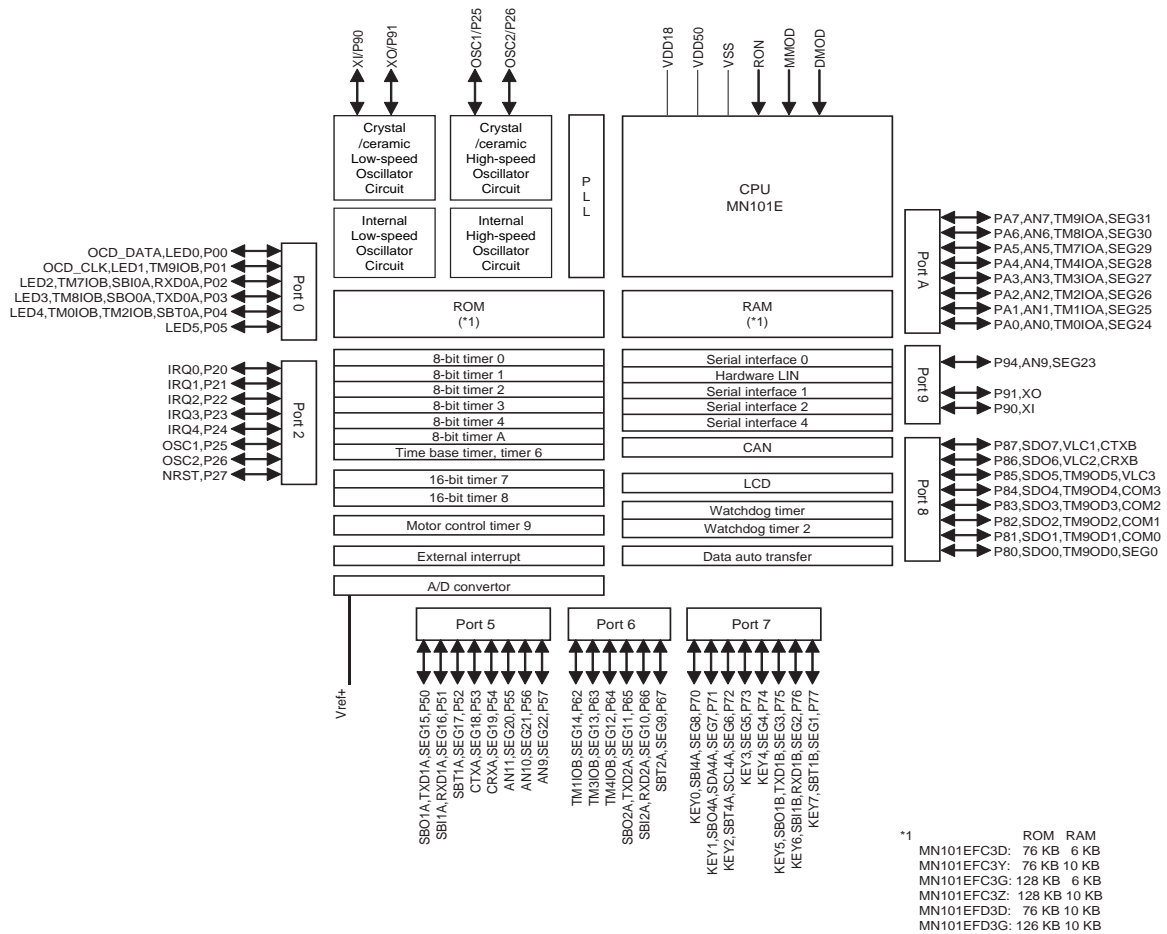 XI/P90
XO/P91
OSC1/P25
OSC2/P26
VDD18
VDD50
VSS
RON
MMOD
DMOD
Crystal
/ceramic
Low-speed
Oscillator
Circuit
Crystal
/ceramic
High-speed
Oscillator
Circuit
PLL
CPU
MN101E
Internal
Low-speed
Oscillator
Circuit
Internal
High-speed
Oscillator
Circuit
OCD_DATA,LED0,P00
OCD_CLK,LED1,TM9IOB,P01
LED2,TM7IOB,SBI0A,RXD0A,P02
LED3,TM8IOB,SBO0A,TXD0A,P03
LED4,TM0IOB,TM2IOB,SBT0A,P04
LED5,P05
Port 0
IRQ0,P20
IRQ1,P21
IRQ2,P22
IRQ3,P23
IRQ4,P24
OSC1,P25
OSC2,P26
NRST,P27
Port 2
ROM
(*1)
RAM
(*1)
8-bit timer 0
8-bit timer 1
8-bit timer 2
8-bit timer 3
8-bit timer 4
8-bit timer A
Time base timer, timer 6
16-bit timer 7
16-bit timer 8
Motor control timer 9
External interrupt
A/D convertor
Serial interface 0
Hardware LIN
Serial interface 1
Serial interface 2
Serial interface 4
CAN
LCD
Watchdog timer
Watchdog timer 2
Data auto transfer
Port A
PA7,AN7,TM9IOA,SEG31
PA6,AN6,TM8IOA,SEG30
PA5,AN5,TM7IOA,SEG29
PA4,AN4,TM4IOA,SEG28
PA3,AN3,TM3IOA,SEG27
PA2,AN2,TM2IOA,SEG26
PA1,AN1,TM1IOA,SEG25
PA0,AN0,TM0IOA,SEG24
Port 9
P94,AN9,SEG23
P91,XO
P90,XI
Port 8
P87,SDO7,VLC1,CTXB
P86,SDO6,VLC2,CRXB
P85,SDO5,TM9OD5,VLC3
P84,SDO4,TM9OD4,COM3
P83,SDO3,TM9OD3,COM2
P82,SDO2,TM9OD2,COM1
P81,SDO1,TM9OD1,COM0
P80,SDO0,TM9OD0,SEG0
Vref+
Port 5
SBO1A,TXD1A,SEG15,P50
SBI1A,RXD1A,SEG16,P51
SBT1A,SEG17,P52
CTXA,SEG18,P53
CRXA,SEG19,P54
AN11,SEG20,P55
AN10,SEG21,P56
AN9,SEG22,P57
Port 6
TM1IOB,SEG14,P62
TM3IOB,SEG13,P63
TM4IOB,SEG12,P64
SBO2A,TXD2A,SEG11,P65
SBI2A,RXD2A,SEG10,P66
SBT2A,SEG9,P67
Port 7
KEY0,SBI4A,SEG8,P70
KEY1,SBO4A,SDA4A,SEG7,P71
KEY2,SBT4A,SCL4A,SEG6,P72
KEY3,SEG5,P73
KEY4,SEG4,P74
KEY5,SBO1B,TXD1B,SEG3,P75
KEY6,SBI1B,RXD1B,SEG2,P76
KEY7,SBT1B,SEG1,P77
*1 ROM RAM
MN101EFC3D: 76 KB 6 KB
MN101EFC3Y: 76 KB 10 KB
MN101EFC3G: 128 KB 6 KB
MN101EFC3Z: 128 KB 10 KB
MN101EFD3D: 76 KB 10 KB
MN101EFD3G: 126 KB 10 KB